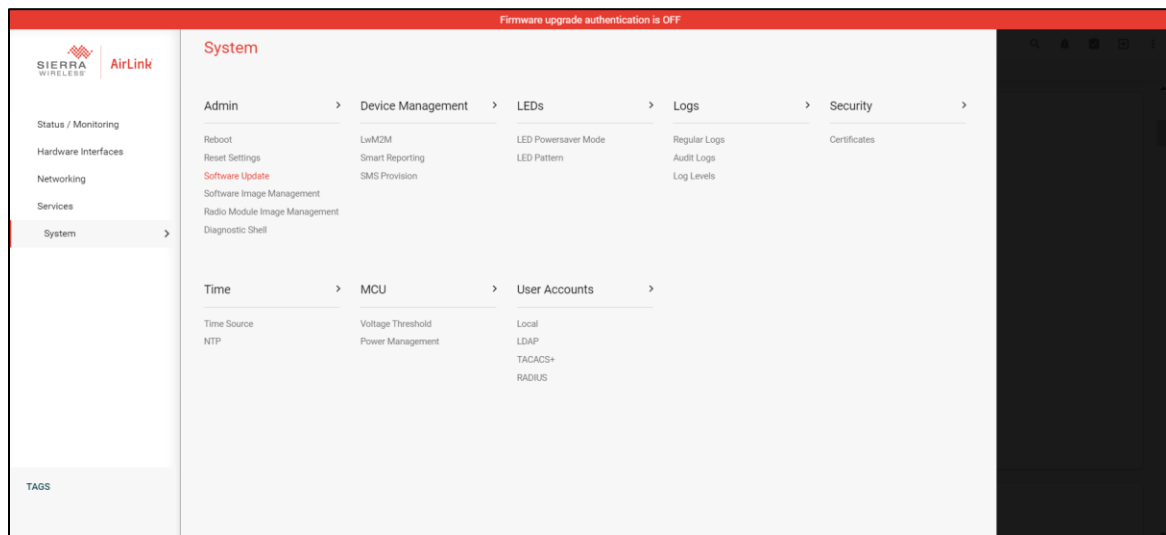 Firmware upgrade authentication is OFF
SIERRA
WIRELESS
AirLink
Status / Monitoring
Hardware Interfaces
Networking
Services
System
TAGS
System
Admin
Reboot
Reset Settings
Software Update
Software Image Management
Radio Module Image Management
Diagnostic Shell
Device Management
LwM2M
Smart Reporting
SMS Provision
LEDs
LED Powersaver Mode
LED Pattern
Logs
Regular Logs
Audit Logs
Log Levels
Security
Certificates
Time
Time Source
NTP
MCU
Voltage Threshold
Power Management
User Accounts
Local
LDAP
TACACS+
RADIUS